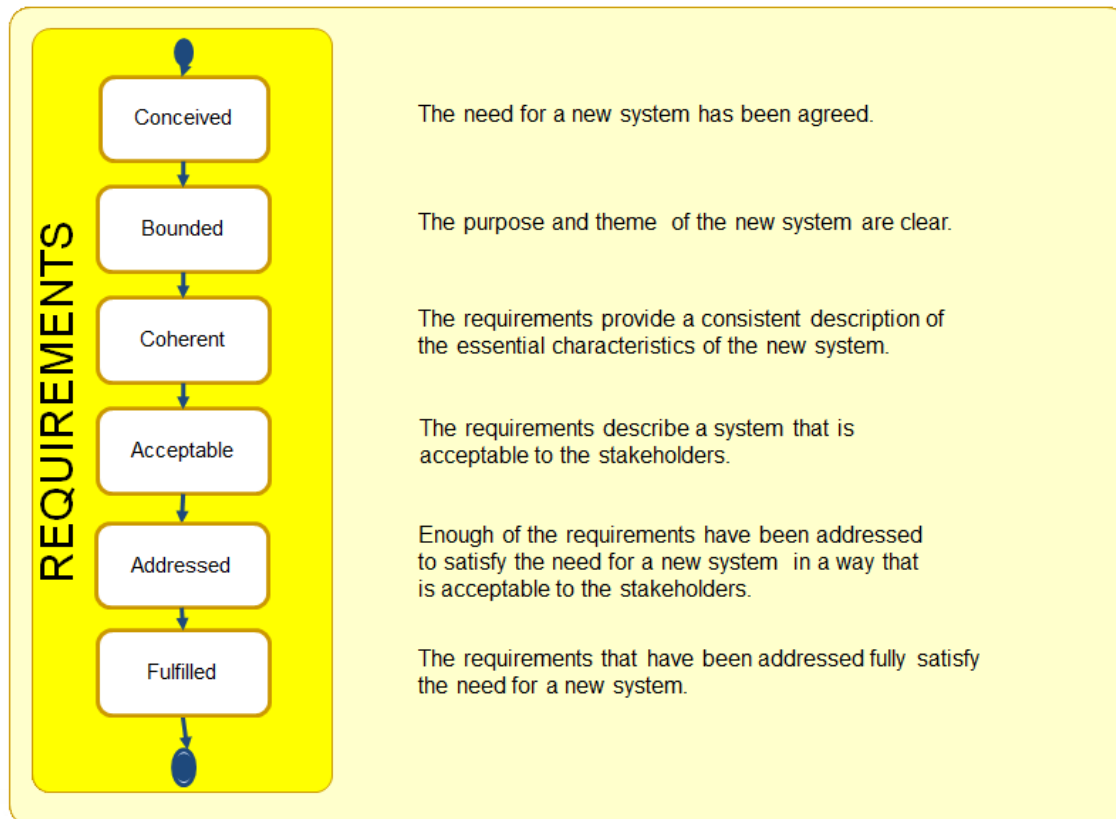 REQUIREMENTS
Conceived
The need for a new system has been agreed.
Bounded
The purpose and theme of the new system are clear.
Coherent
The requirements provide a consistent description of
the essential characteristics of the new system.
Acceptable
The requirements describe a system that is
acceptable to the stakeholders.
Addressed
Enough of the requirements have been addressed
to satisfy the need for a new system in a way that
is acceptable to the stakeholders.
Fulfilled
The requirements that have been addressed fully satisfy
the need for a new system.